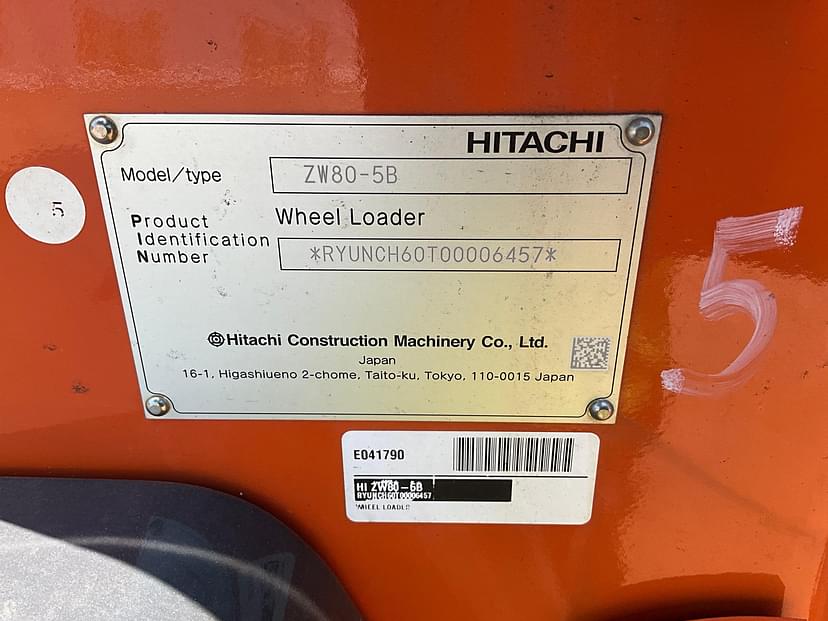 HITACHI
Model/type ZW80-5B
Product Identification Number
Wheel Loader
*RYUNCH60T00006457*
Hitachi Construction Machinery Co., Ltd.
Japan
16-1, Higashiueno 2-chome, Taito-ku, Tokyo, 110-0015 Japan
5
5
E041790
HI ZW80-5B
RYUNCH60T00006457
WHEEL LOADER